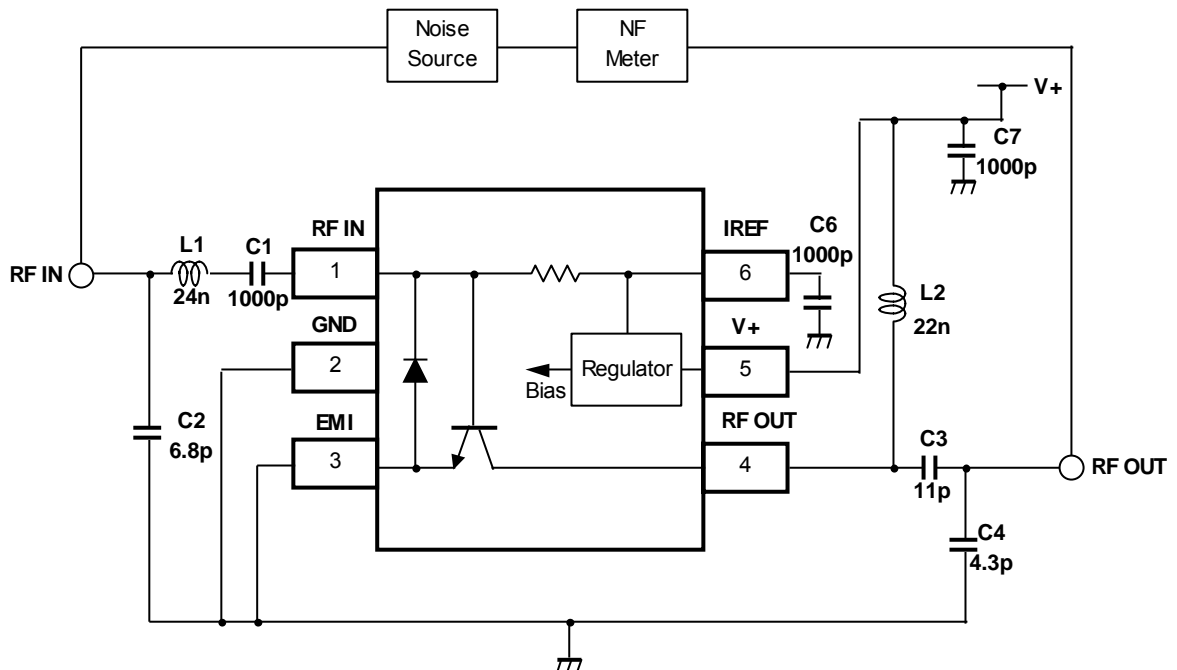 Noise
Source
NF
Meter
V+
C7
1000p
RF IN
L1
24n
C1
1000p
RF IN
1
GND
2
EMI
3
C2
6.8p
IREF
6
C6
1000p
V+
5
Regulator
Bias
RF OUT
4
L2
22n
C3
11p
RF OUT
C4
4.3p